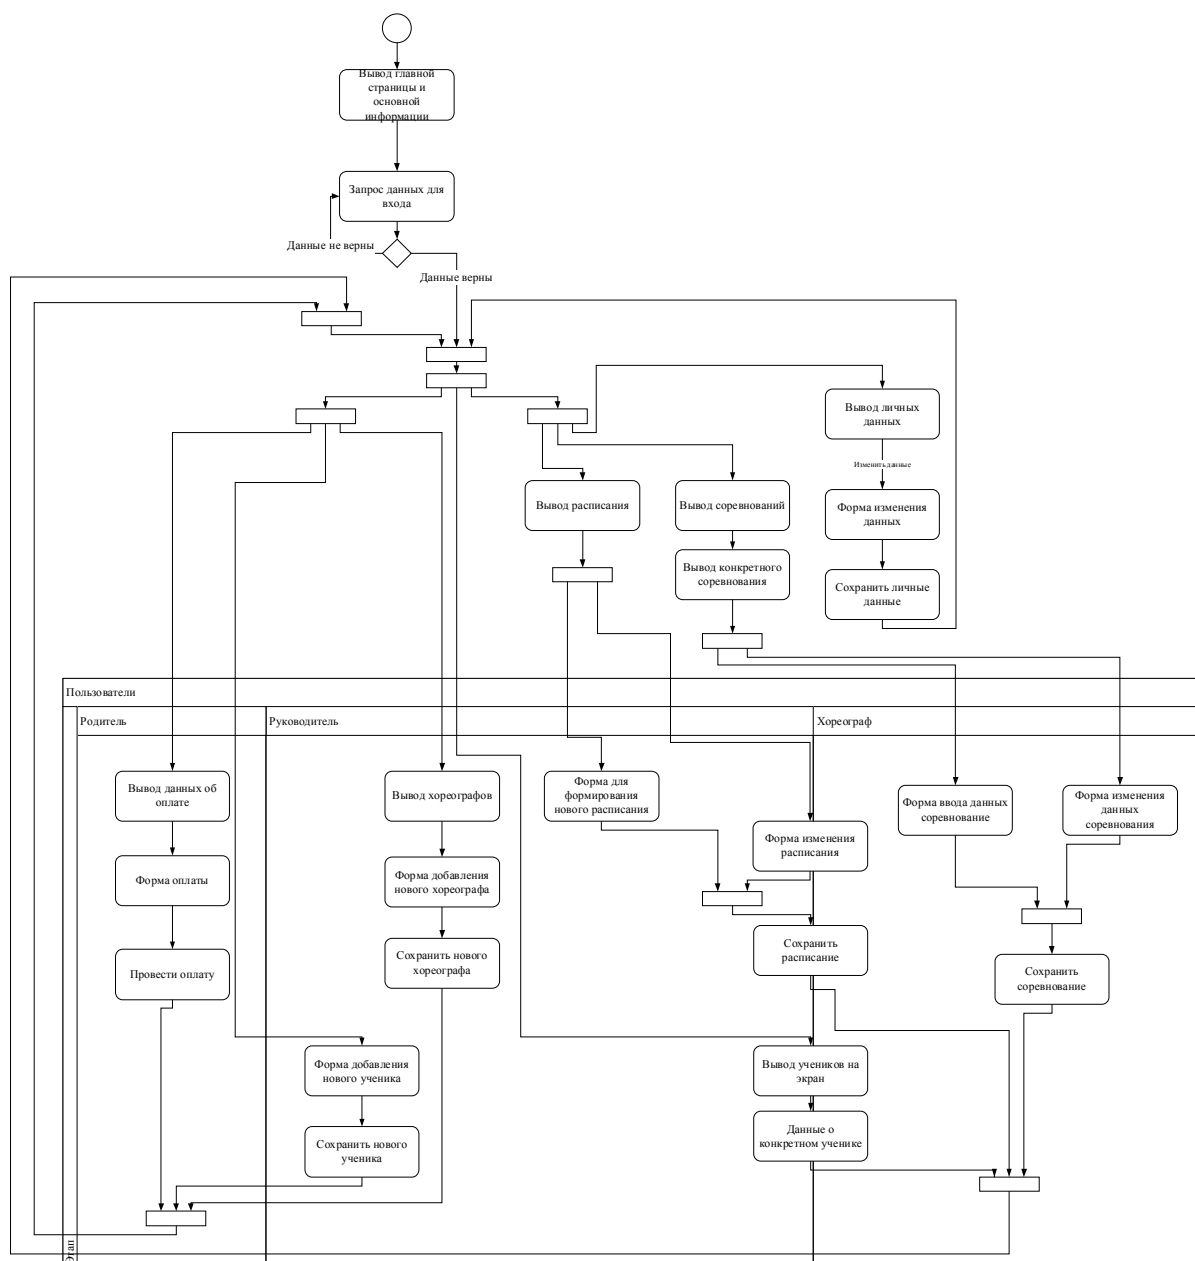 Вывод главной
страницы и
основной
информации
Запрос данных для
входа
Данные не верны
Данные верны
Вывод личных
данных
Изменить данные
Вывод расписания
Вывод соревнований
Форма изменения
данных
Вывод конкретного
соревнования
Сохранить личные
данные
Пользователи
Родитель
Руководитель
Хореограф
Вывод данных об
оплате
Вывод хореографов
Форма для
формирования
нового расписания
Форма ввода данных
соревнование
Форма изменения
данных
соревнования
Форма изменения
расписания
Форма оплаты
Форма добавления
нового хореографа
Сохранить
расписание
Провести оплату
Сохранить нового
хореографа
Сохранить
соревнование
Форма добавления
нового ученика
Вывод учеников на
экран
Сохранить нового
ученика
Данные о
конкретном ученике
Этап